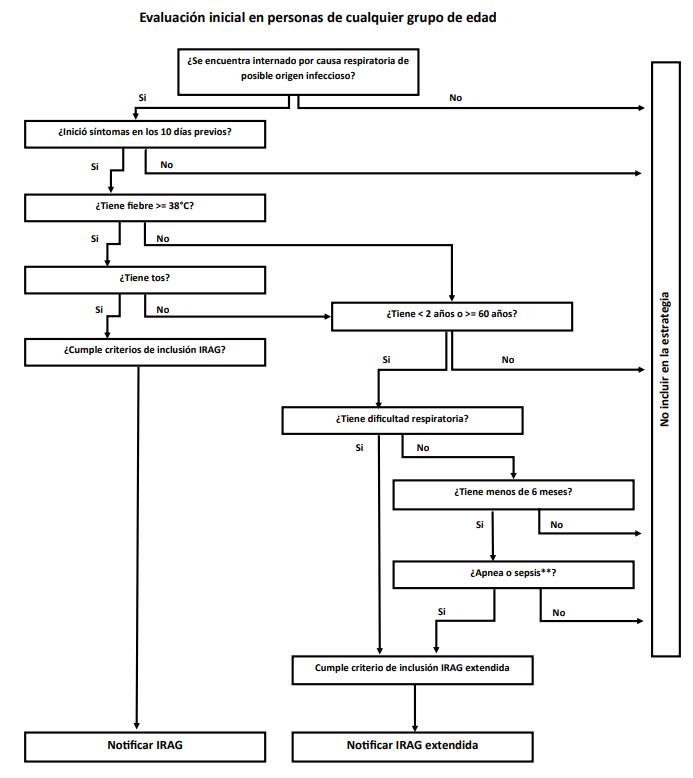 Evaluación inicial en personas de cualquier grupo de edad
¿Se encuentra internado por causa respiratoria de
posible origen infeccioso?
Si
No
¿Inició síntomas en los 10 días previos?
Si
No
¿Tiene fiebre >= 38°C?
Si
No
¿Tiene tos?
Si
No
¿Tiene < 2 años o >= 60 años?
¿Cumple criterios de inclusión IRAG?
Si
No
¿Tiene dificultad respiratoria?
Si
No
¿Tiene menos de 6 meses?
Si
No
¿Apnea o sepsis**?
Si
No
Cumple criterio de inclusión IRAG extendida
Notificar IRAG
Notificar IRAG extendida
No incluir en la estrategia